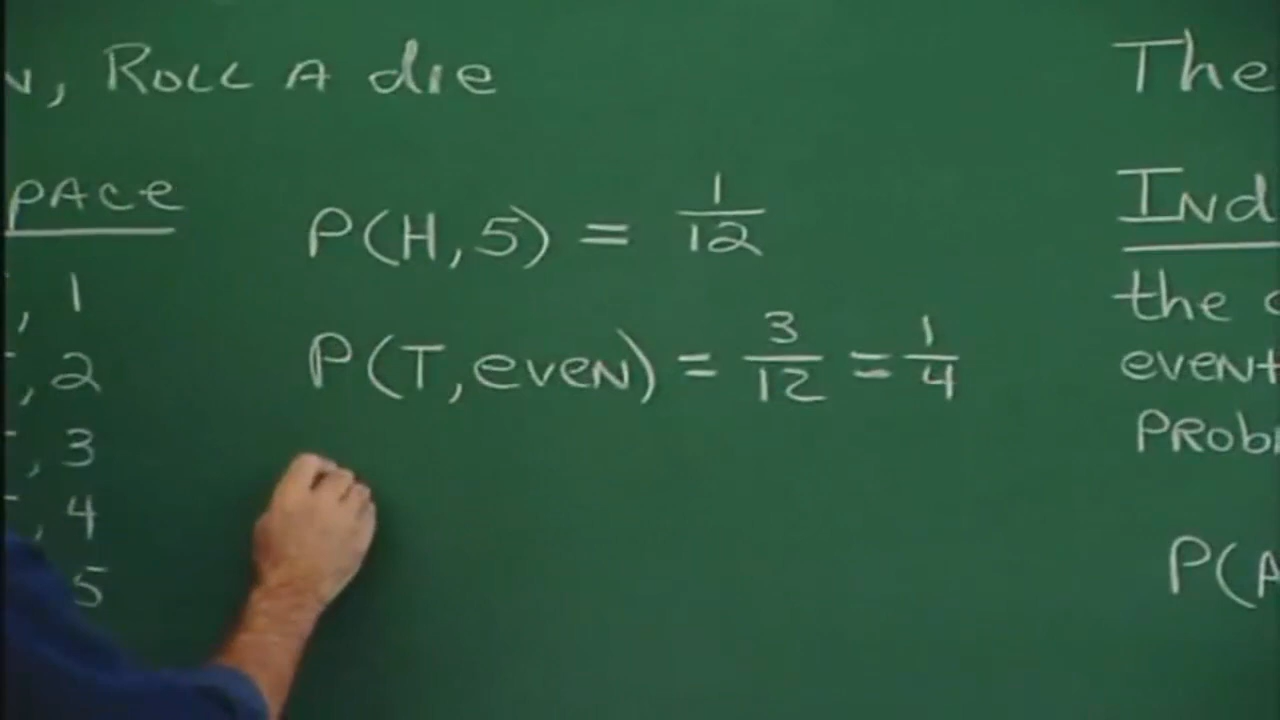 , Roll A die
The
pace
P(H, 5) = 1/12
Ind
, 1
the
P(T, even) = 3/12 = 1/4
, 2
event
, 3
Prob
, 4
P(A
5